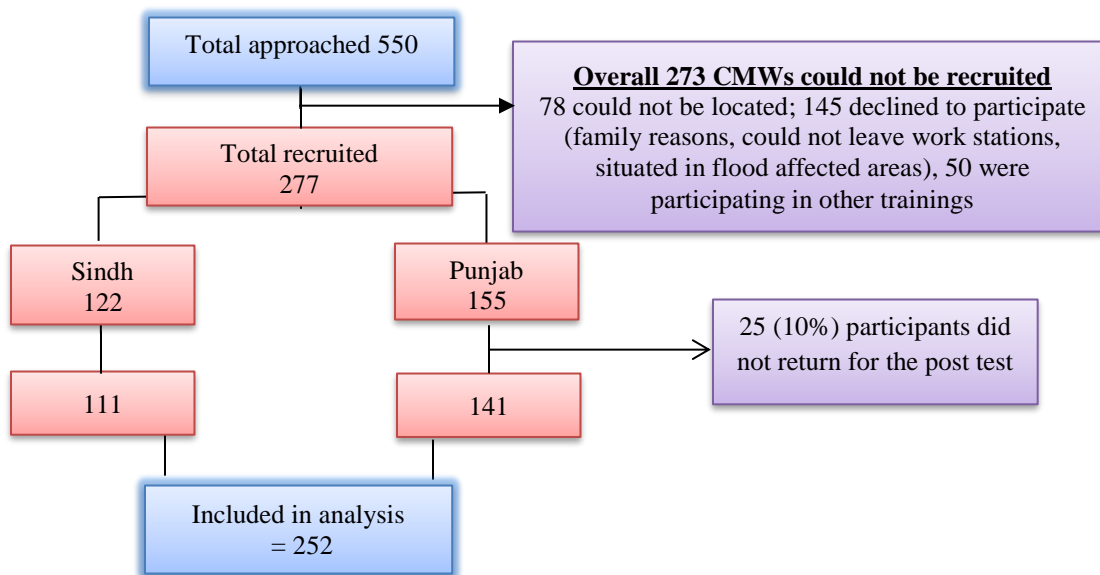 Total approached 550
Overall 273 CMWs could not be recruited
78 could not be located; 145 declined to participate
(family reasons, could not leave work stations,
situated in flood affected areas), 50 were
participating in other trainings
Total recruited
277
Sindh
122
Punjab
155
25 (10%) participants did
not return for the post test
111
141
Included in analysis
= 252